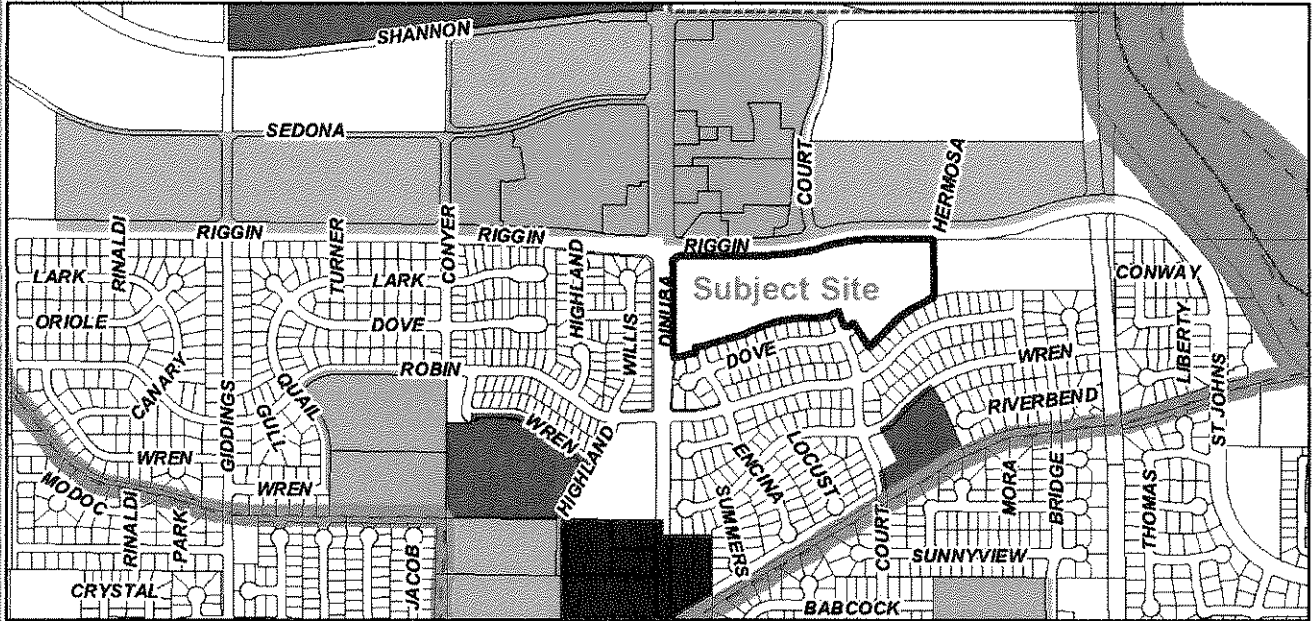 SHANNON
SEDONA
COURT
HERMOSA
RINALDI
RIGGIN
TURNER
CONYER
RIGGIN
HIGHLAND
RIGGIN
LARK
LARK
WILLIS
DINUBA
Subject Site
CONWAY
ORIOLE
DOVE
DOVE
LIBERTY
CANARY
GIDDINGS
QUAIL
ROBIN
WREN
ST JOHNS
GULL
WREN
RIVERBEND
WREN
HIGHLAND
ENCINA
LOCUST
MODOC
WREN
RINALDI
PARK
SUMMERS
MORA
BRIDGE
THOMAS
JACOB
COURT
SUNNYVIEW
CRYSTAL
BABCOCK